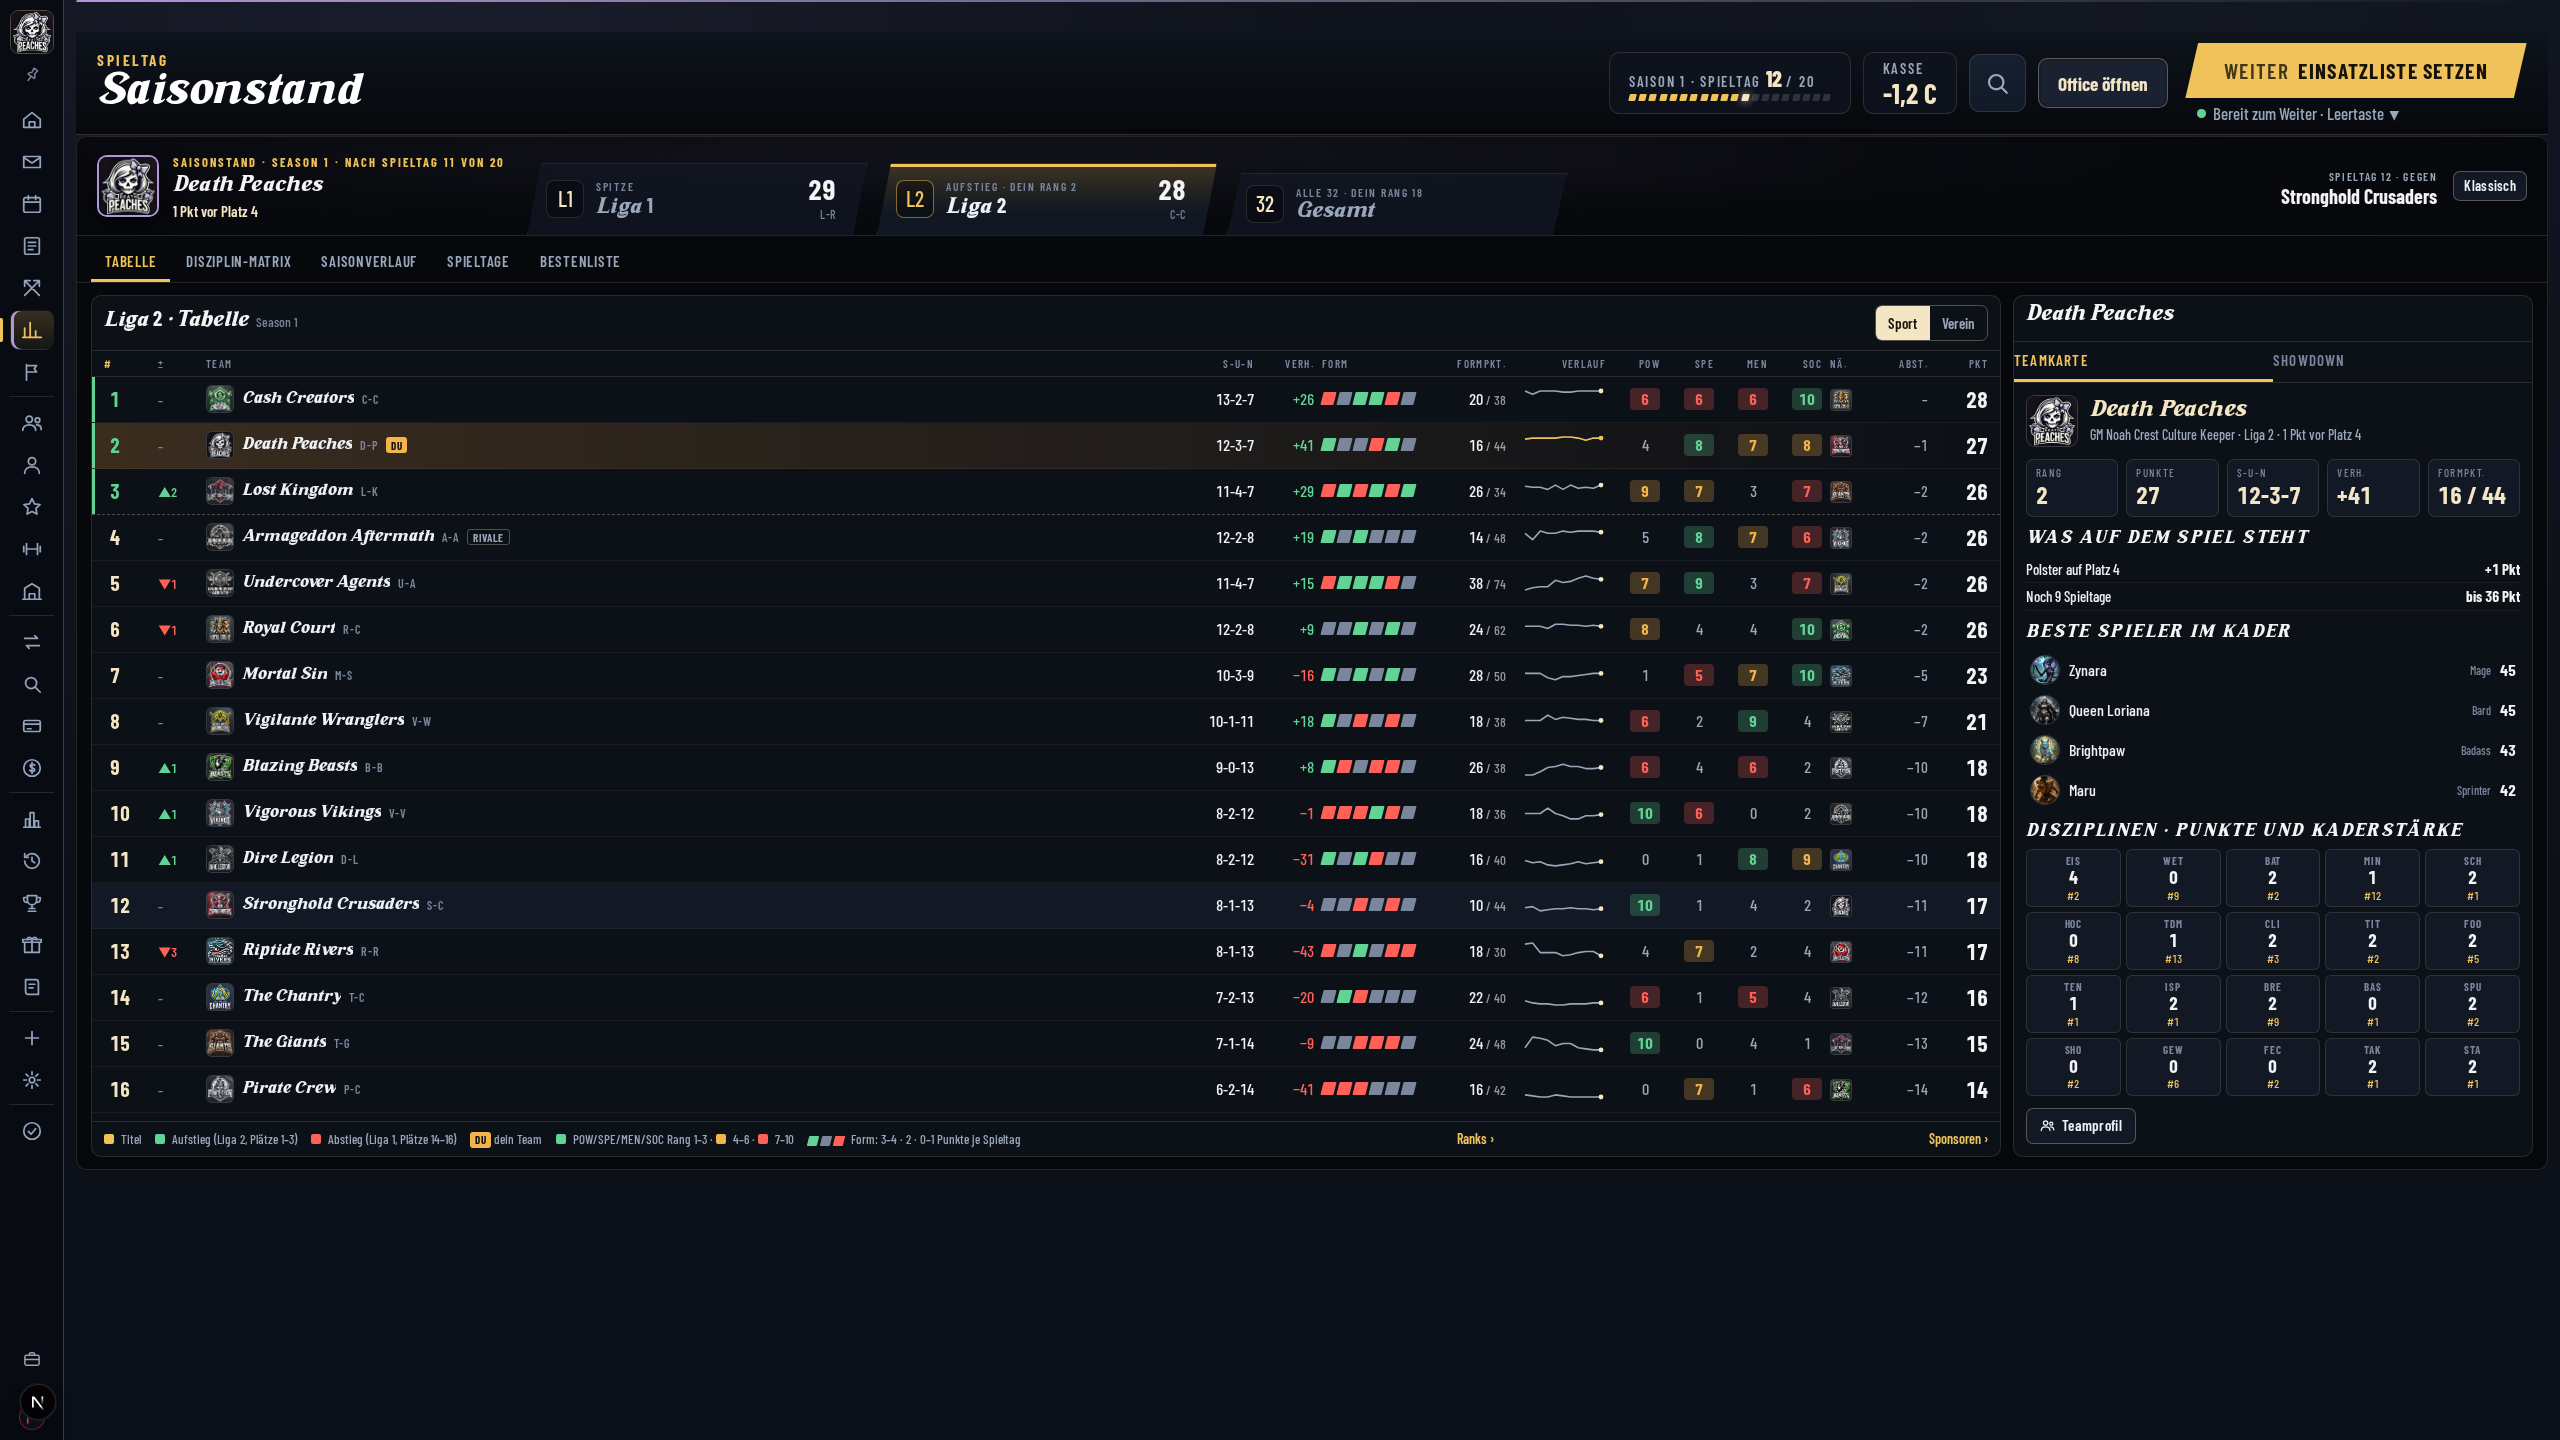 SPIELTAG
Saisonstand
SAISON 1 · SPIELTAG 12 / 20
KASSE
-1,2 C
Office öffnen
WEITER EINSATZLISTE SETZEN
Bereit zum Weiter · Leertaste ▼
SAISONSTAND · SEASON 1 · NACH SPIELTAG 11 VON 20
Death Peaches
1 Pkt vor Platz 4
L1
SPITZE
Liga 1
29
L-R
L2
AUFSTIEG · DEIN RANG 2
Liga 2
28
C-C
32
ALLE 32 · DEIN RANG 18
Gesamt
SPIELTAG 12 · GEGEN
Stronghold Crusaders
Klassisch
TABELLE DISZIPLIN-MATRIX SAISONVERLAUF SPIELTAGE BESTENLISTE
Liga 2 · Tabelle Season 1
Sport Verein
# ± TEAM S-U-N VERH. FORM FORMPKT. VERLAUF POW SPE MEN SOC NÄ. ABST. PKT
1 - Cash Creators C-C 13-2-7 +26 20 / 38 6 6 6 10 - 28
2 - Death Peaches D-P DU 12-3-7 +41 16 / 44 4 8 7 8 −1 27
3 ▲2 Lost Kingdom L-K 11-4-7 +29 26 / 34 9 7 3 7 −2 26
4 - Armageddon Aftermath A-A RIVALE 12-2-8 +19 14 / 48 5 8 7 6 −2 26
5 ▼1 Undercover Agents U-A 11-4-7 +15 38 / 74 7 9 3 7 −2 26
6 ▼1 Royal Court R-C 12-2-8 +9 24 / 62 8 4 4 10 −2 26
7 - Mortal Sin M-S 10-3-9 −16 28 / 50 1 5 7 10 −5 23
8 - Vigilante Wranglers V-W 10-1-11 +18 18 / 38 6 2 9 4 −7 21
9 ▲1 Blazing Beasts B-B 9-0-13 +8 26 / 38 6 4 6 2 −10 18
10 ▲1 Vigorous Vikings V-V 8-2-12 −1 18 / 36 10 6 0 2 −10 18
11 ▲1 Dire Legion D-L 8-2-12 −31 16 / 40 0 1 8 9 −10 18
12 - Stronghold Crusaders S-C 8-1-13 −4 10 / 44 10 1 4 2 −11 17
13 ▼3 Riptide Rivers R-R 8-1-13 −43 18 / 30 4 7 2 4 −11 17
14 - The Chantry T-C 7-2-13 −20 22 / 40 6 1 5 4 −12 16
15 - The Giants T-G 7-1-14 −9 24 / 48 10 0 4 1 −13 15
16 - Pirate Crew P-C 6-2-14 −41 16 / 42 0 7 1 6 −14 14
Titel Aufstieg (Liga 2, Plätze 1–3) Abstieg (Liga 1, Plätze 14–16) DU dein Team POW/SPE/MEN/SOC Rang 1–3 · 4–6 · 7–10 Form: 3–4 · 2 · 0–1 Punkte je Spieltag Ranks › Sponsoren ›
Death Peaches
TEAMKARTE SHOWDOWN
Death Peaches
GM Noah Crest Culture Keeper · Liga 2 · 1 Pkt vor Platz 4
RANG PUNKTE S-U-N VERH. FORMPKT.
2 27 12-3-7 +41 16 / 44
WAS AUF DEM SPIEL STEHT
Polster auf Platz 4 +1 Pkt
Noch 9 Spieltage bis 36 Pkt
BESTE SPIELER IM KADER
Zynara Mage 45
Queen Loriana Bard 45
Brightpaw Badass 43
Maru Sprinter 42
DISZIPLINEN · PUNKTE UND KADERSTÄRKE
EIS WET BAT MIN SCH
4 0 2 1 2
#2 #9 #2 #12 #1
HOC TDM CLI TIT FOO
0 1 2 2 2
#8 #13 #3 #2 #5
TEN ISP BRE BAS SPU
1 2 2 0 2
#1 #1 #9 #1 #2
SHO GEW FEC TAK STA
0 0 0 2 2
#2 #6 #2 #1 #1
Teamprofil
N